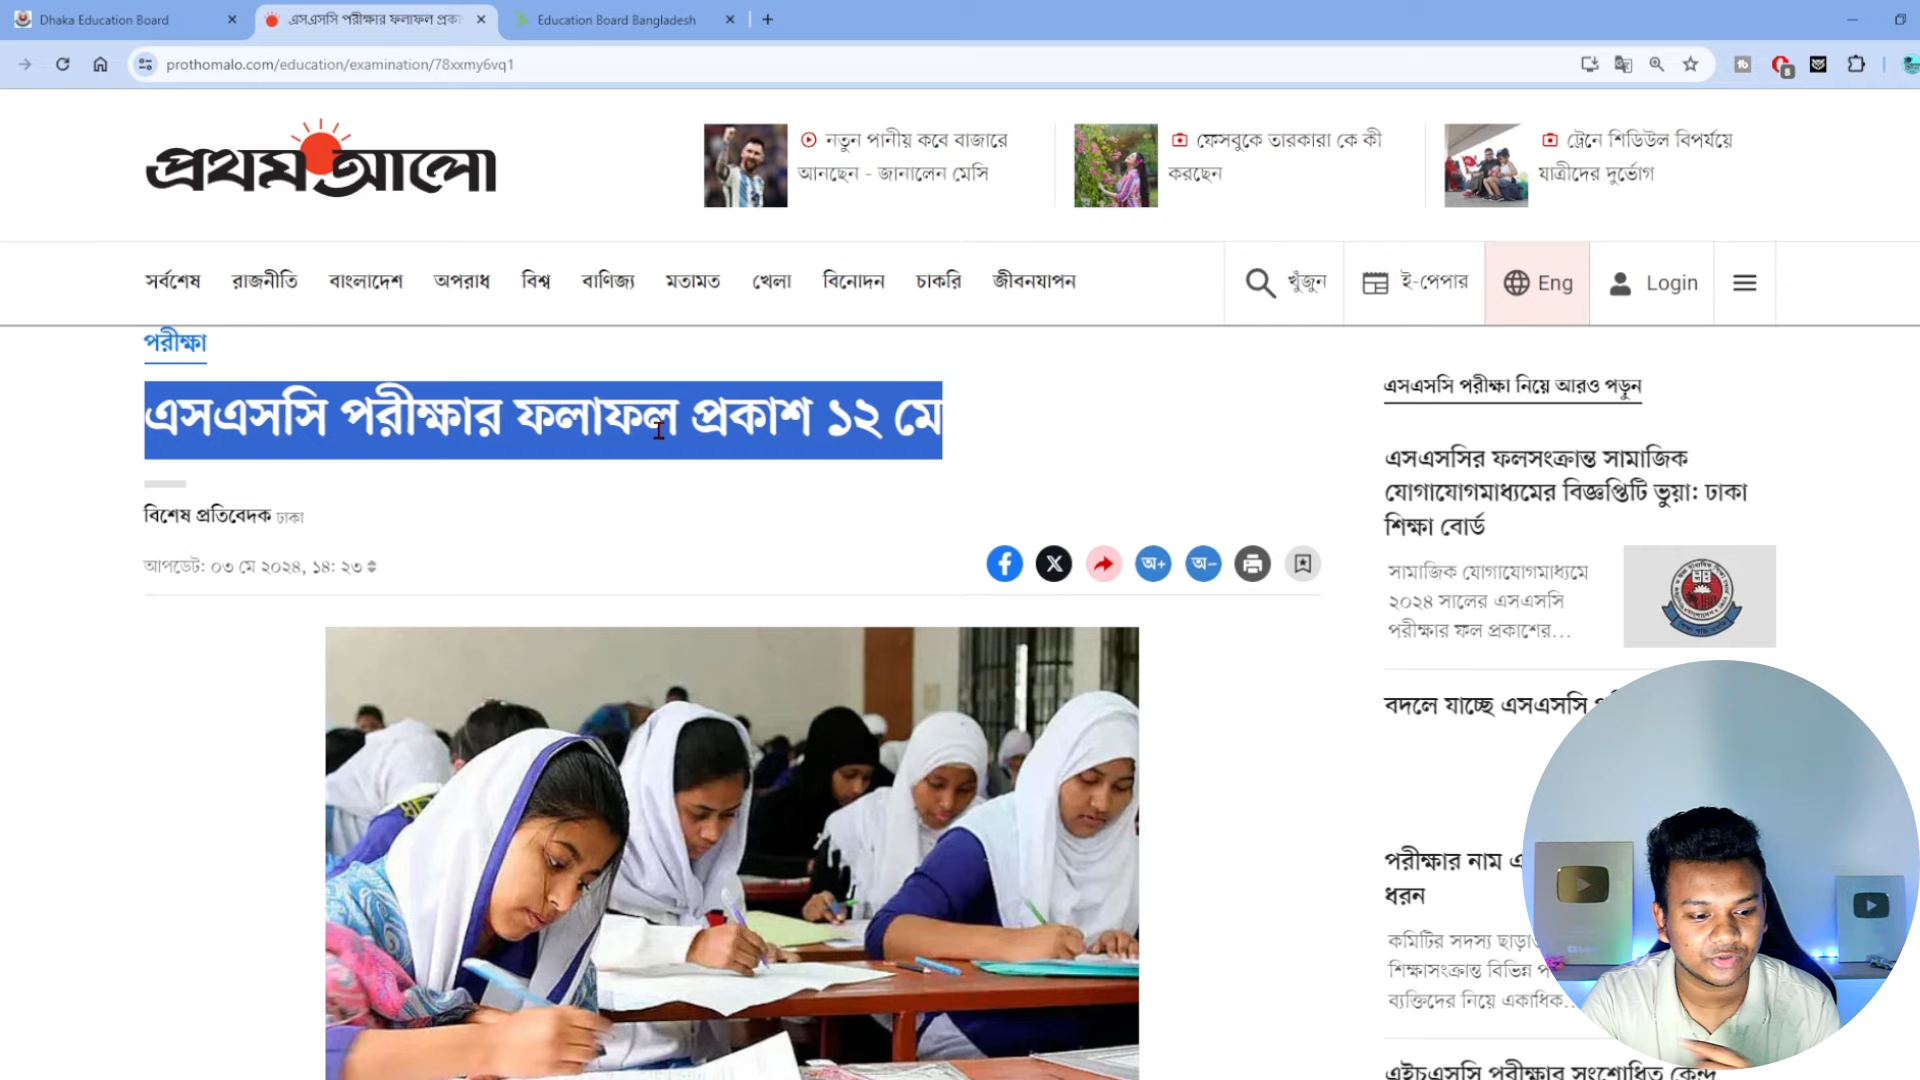 Dhaka Education Board
এসএসসি পরীক্ষার ফলাফল প্রকা
Education Board Bangladesh
prothomalo.com/education/examination/78xxmy6vq1
8
প্রথম আলো
নতুন পানীয় কবে বাজারে
আনছেন - জানালেন মেসি
ফেসবুকে তারকারা কে কী
করছেন
ট্রেনে শিডিউল বিপর্যয়ে
যাত্রীদের দুর্ভোগ
সর্বশেষ রাজনীতি বাংলাদেশ অপরাধ বিশ্ব বাণিজ্য মতামত খেলা বিনোদন চাকরি জীবনযাপন
খুঁজুন ই-পেপার Eng Login
পরীক্ষা
এসএসসি পরীক্ষার ফলাফল প্রকাশ ১২ মে
বিশেষ প্রতিবেদক ঢাকা
আপডেট: ০৩ মে ২০২৪, ১৪: ২৩
অ+ অ−
এসএসসি পরীক্ষা নিয়ে আরও পড়ুন
এসএসসির ফলসংক্রান্ত সামাজিক
যোগাযোগমাধ্যমের বিজ্ঞপ্তিটি ভুয়া: ঢাকা
শিক্ষা বোর্ড
সামাজিক যোগাযোগমাধ্যমে
২০২৪ সালের এসএসসি
পরীক্ষার ফল প্রকাশের...
বদলে যাচ্ছে এসএসসি
পরীক্ষার নাম
ধরন
কমিটির সদস্য
শিক্ষাসংক্রান্ত বিভিন্ন
ব্যক্তিদের নিয়ে একাধিক...
এইচএসসি পরীক্ষার সংশোধিত কেন্দ্র